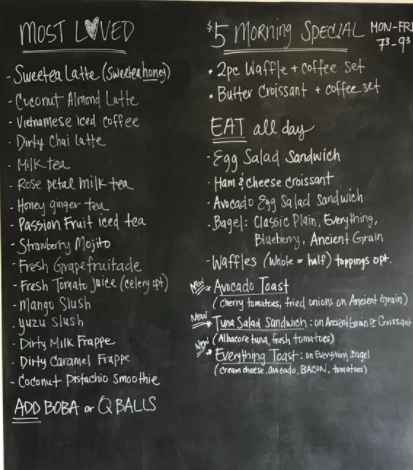 MOST LOVED
- Sweetea Latte (Sweetea honey)
- Coconut Almond Latte
- Vietnamese iced coffee
- Dirty Chai latte
- Milk tea
- Rose petal milk tea
- Honey ginger tea
- Passion Fruit iced tea
- Strawberry Mojito
- Fresh Grapefruitade
- Fresh Tomato juice (celery opt)
- Mango Slush
- yuzu slush
- Dirty Milk Frappe
- Dirty Caramel Frappe
- Coconut Pistachio smoothie
ADD BOBA or Q BALLS
$5 Morning SPECIAL MON-FRI
7³-9³
• 2pc Waffle + coffee set
• Butter Croissant + coffee set
EAT all day
- Egg Salad Sandwich
· Ham & cheese croissant
· Avocado Egg Salad Sandwich
· Bagel: Classic Plain, Everything,
Blueberry, Ancient Grain
- Waffles (whole or half) toppings opt.
New Avocado Toast
(cherry tomatoes, fried onions on Ancient Grain)
New Tuna Salad Sandwich: on Ancient Grain or Croissant
(Albacore tuna, fresh tomatoes)
New Everything Toast: on Everything Bagel
(cream cheese, avocado, BACON, tomatoes)